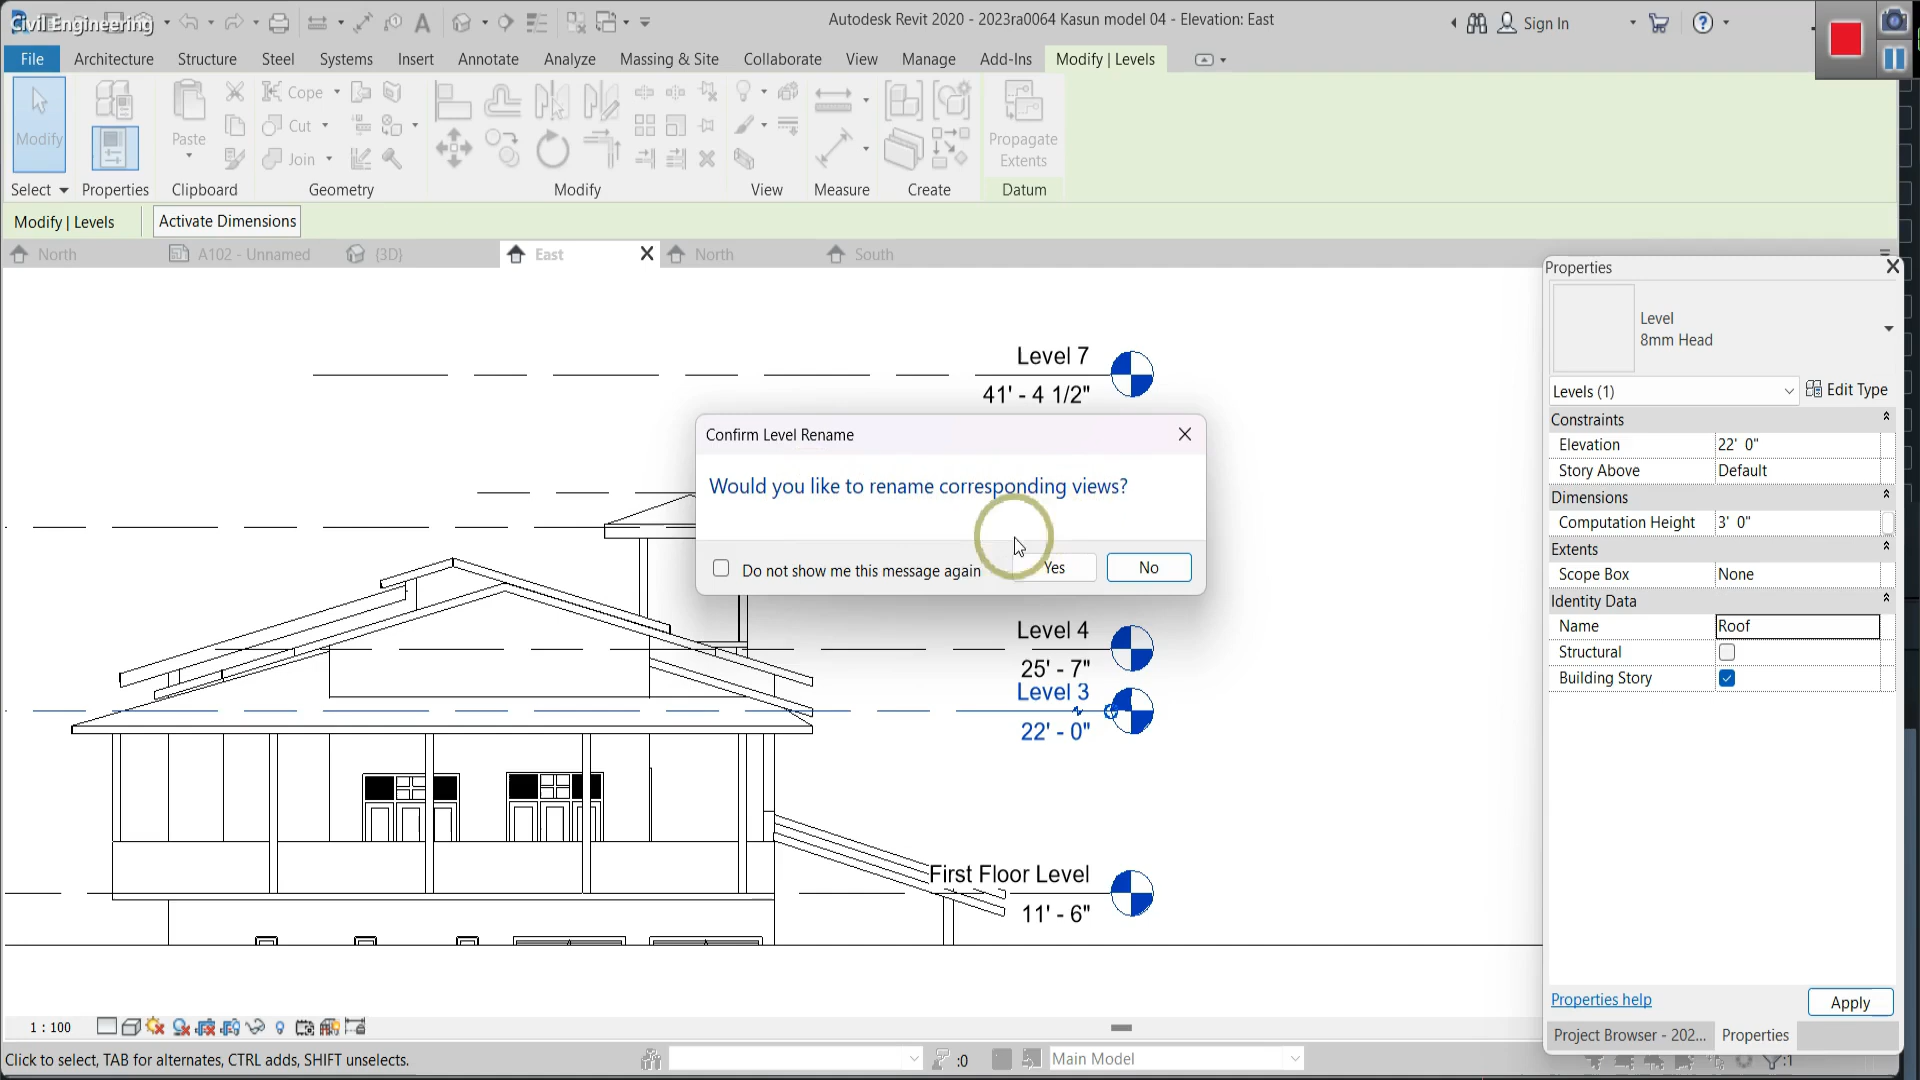 Civil Engineering
Autodesk Revit 2020 - 2023ra0064 Kasun model 04 - Elevation: East
Sign In
File Architecture Structure Steel Systems Insert Annotate Analyze Massing & Site Collaborate View Manage Add-Ins Modify | Levels
Modify
Paste
Cope
Cut
Join
Propagate
Extents
Select Properties Clipboard Geometry Modify View Measure Create Datum
Modify | Levels Activate Dimensions
North A102 - Unnamed {3D} East North South
Level 7
41' - 4 1/2"
Confirm Level Rename
Would you like to rename corresponding views?
Do not show me this message again Yes No
Level 4
25' - 7"
Level 3
22' - 0"
First Floor Level
11' - 6"
Properties
Level
8mm Head
Levels (1) Edit Type
Constraints
Elevation 22' 0"
Story Above Default
Dimensions
Computation Height 3' 0"
Extents
Scope Box None
Identity Data
Name Roof
Structural
Building Story
Properties help Apply
Project Browser - 202... Properties
1 : 100
Click to select, TAB for alternates, CTRL adds, SHIFT unselects.
:0 Main Model :1